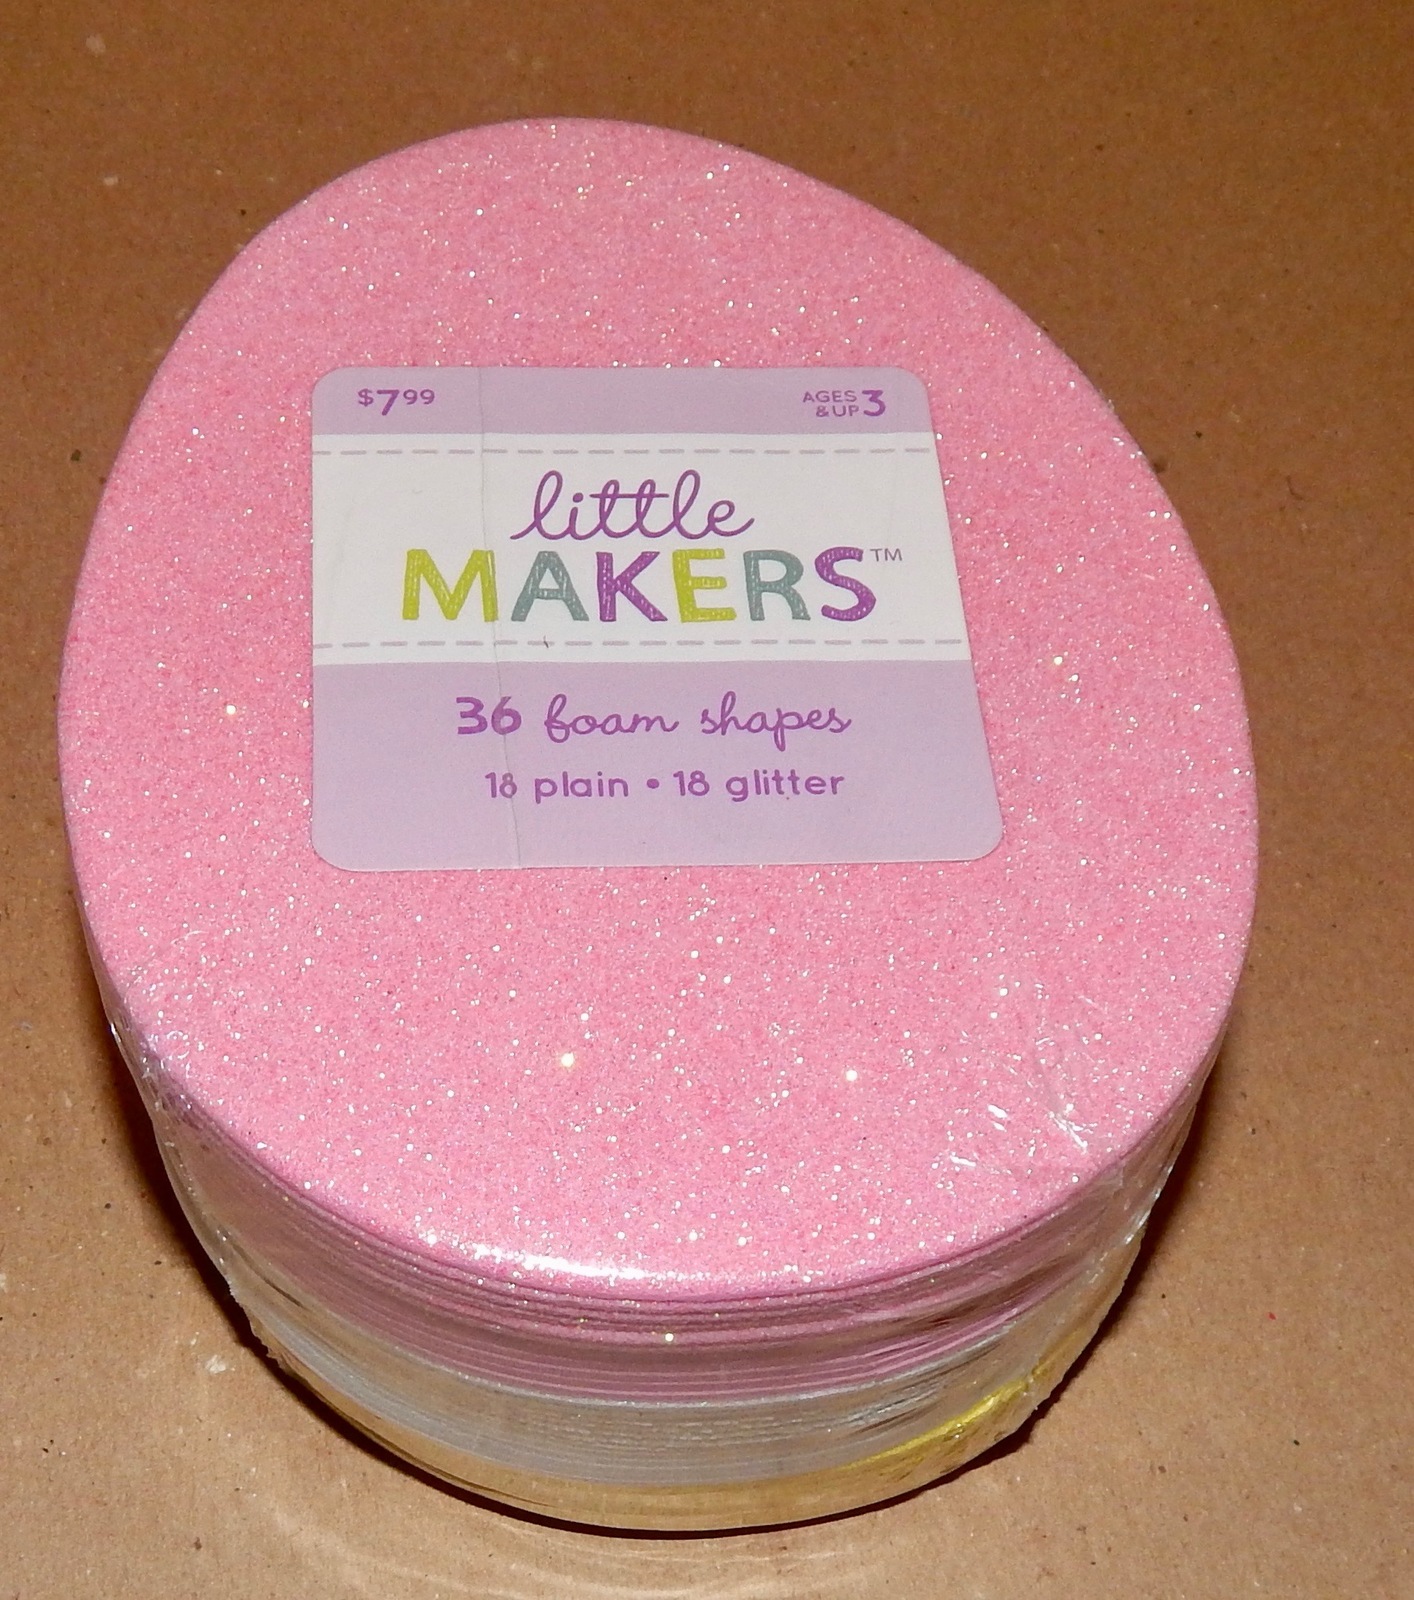 $7.99
AGES 3
& UP
little
MAKERS™
36 foam shapes
18 plain • 18 glitter